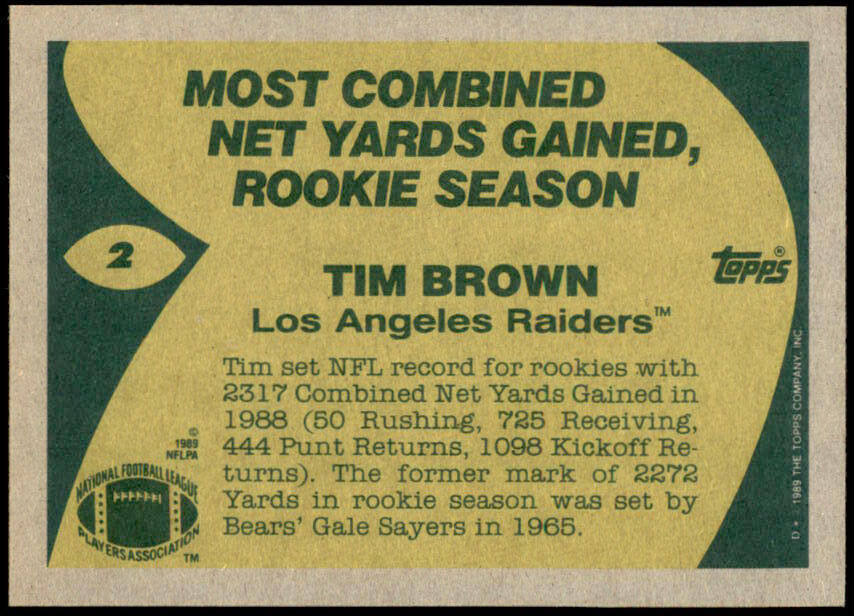 MOST COMBINED
NET YARDS GAINED,
ROOKIE SEASON
2
topps®
TIM BROWN
Los Angeles Raiders™
Tim set NFL record for rookies with
2317 Combined Net Yards Gained in
1988 (50 Rushing, 725 Receiving,
444 Punt Returns, 1098 Kickoff Re-
turns). The former mark of 2272
Yards in rookie season was set by
Bears' Gale Sayers in 1965.
©
1989
NFLPA
NATIONAL FOOTBALL LEAGUE
PLAYERS ASSOCIATION
TM
D * 1989 THE TOPPS COMPANY, INC.